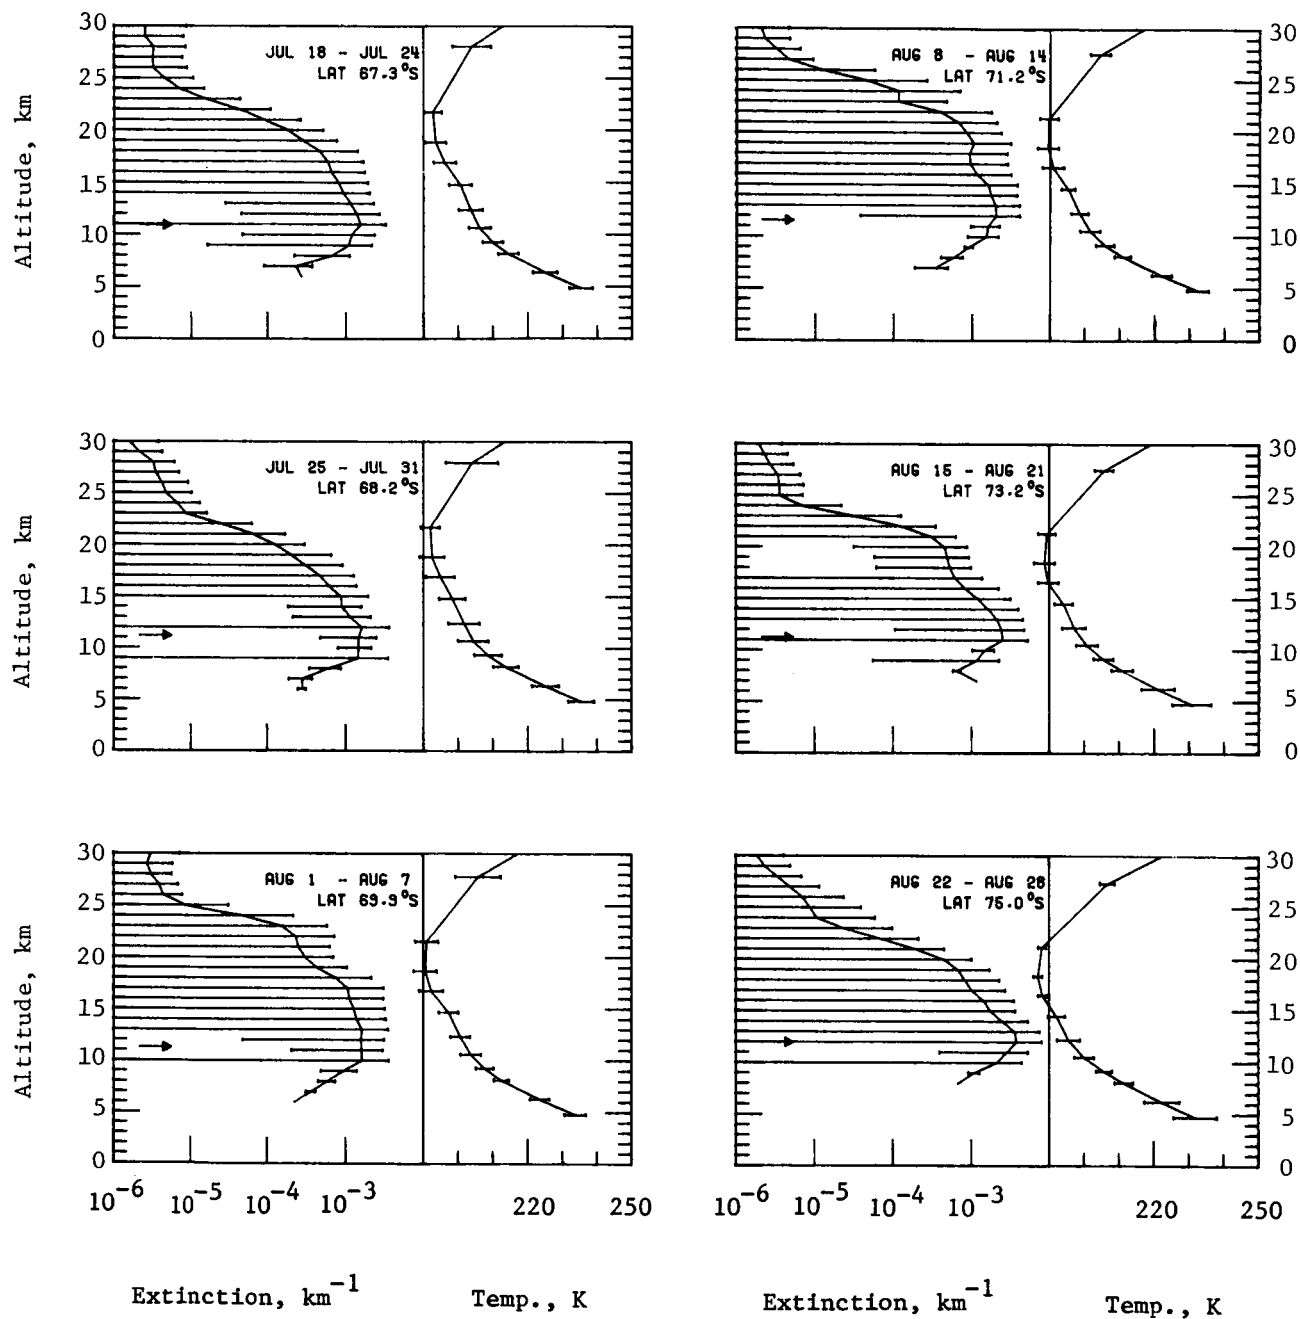 30
25
20
15
10
5
0
Altitude, km
JUL 18 - JUL 24
LAT 67.3°S
AUG 8 - AUG 14
LAT 71.2°S
30
25
20
15
10
5
0
30
25
20
15
10
5
0
Altitude, km
JUL 25 - JUL 31
LAT 68.2°S
AUG 15 - AUG 21
LAT 73.2°S
30
25
20
15
10
5
0
30
25
20
15
10
5
0
Altitude, km
AUG 1 - AUG 7
LAT 69.9°S
AUG 22 - AUG 28
LAT 75.0°S
30
25
20
15
10
5
0
10⁻⁶ 10⁻⁵ 10⁻⁴ 10⁻³ 220 250
10⁻⁶ 10⁻⁵ 10⁻⁴ 10⁻³ 220 250
Extinction, km⁻¹ Temp., K
Extinction, km⁻¹ Temp., K